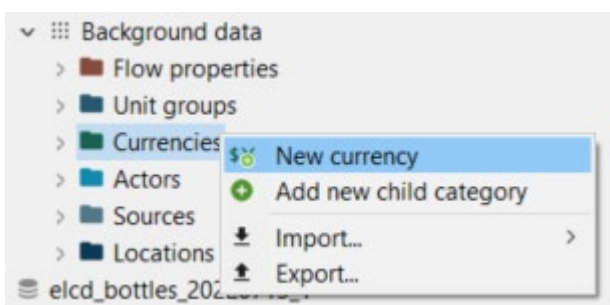 Background data
Flow properties
Unit groups
Currencies
New currency
Actors
Add new child category
Sources
Import...
Locations
Export...